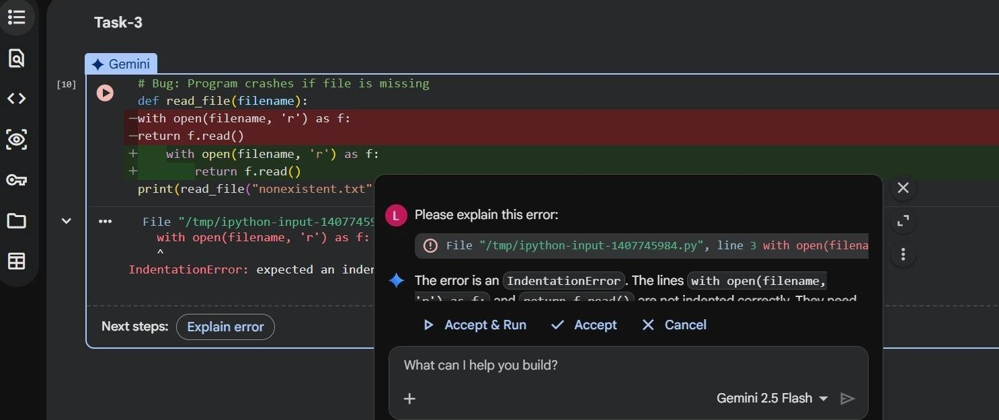 Task-3
Gemini
[10]
# Bug: Program crashes if file is missing
def read_file(filename):
—with open(filename, 'r') as f:
—return f.read()
+ with open(filename, 'r') as f:
+ return f.read()
print(read_file("nonexistent.txt"
File "/tmp/ipython-input-14077459
with open(filename, 'r') as f:
^
IndentationError: expected an inden
Next steps: Explain error
L Please explain this error:
File "/tmp/ipython-input-1407745984.py", line 3 with open(filena
The error is an IndentationError. The lines with open(filename,
'r') as f: and return f.read() are not indented correctly. They need
Accept & Run Accept Cancel
What can I help you build?
+ Gemini 2.5 Flash